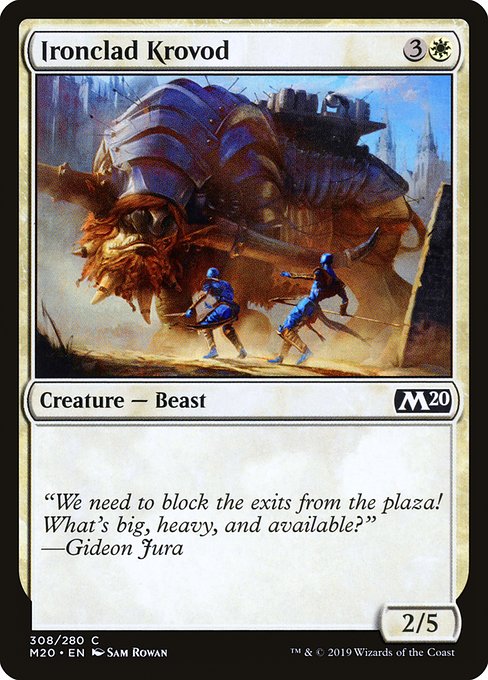 Ironclad Krovod 3
Creature — Beast M20
“We need to block the exits from the plaza!
What’s big, heavy, and available?”
—Gideon Jura
2/5
308/280 C
M20 • EN Sam Rowan ™ & © 2019 Wizards of the Coast